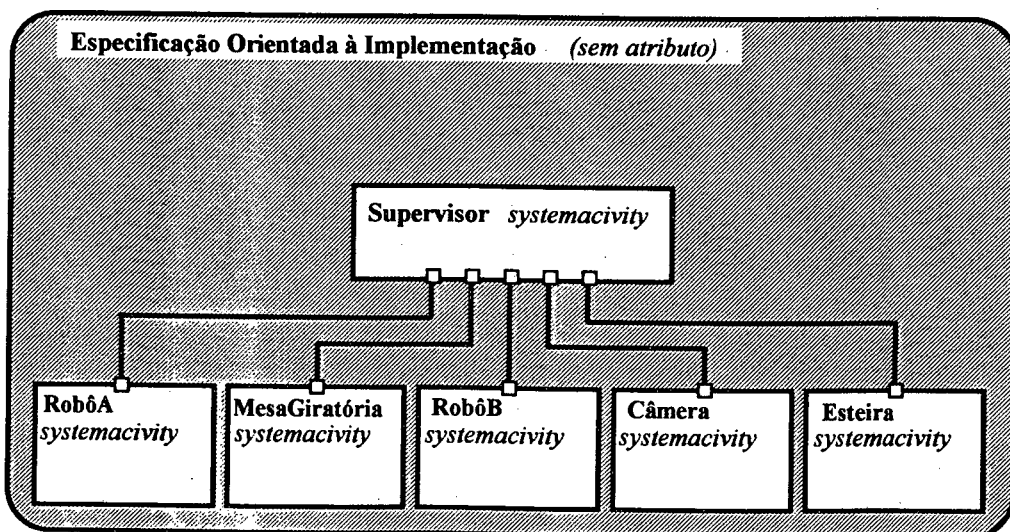 Especificação Orientada à Implementação (sem atributo)
Supervisor systemacivity
RobôA
systemacivity
MesaGiratória
systemacivity
RobôB
systemacivity
Câmera
systemacivity
Esteira
systemacivity